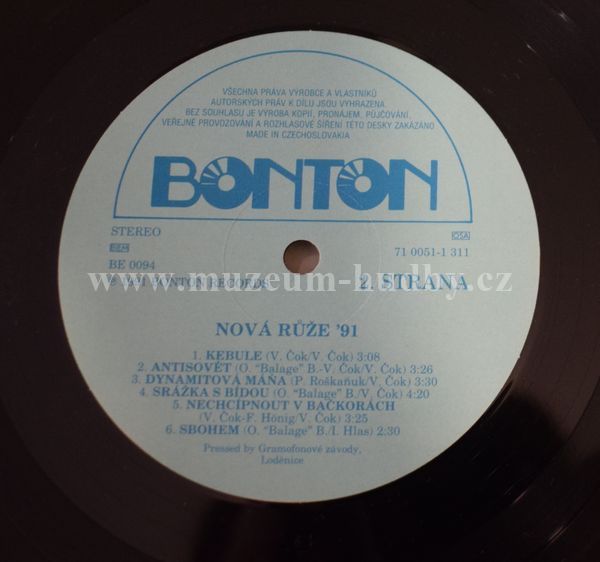 VŠECHNA PRÁVA VÝROBCE A VLASTNÍKŮ
AUTORSKÝCH PRÁV K DÍLU JSOU VYHRAZENA
BEZ SOUHLASU JE VÝROBA KOPIÍ, PRONÁJEM, PŮJČOVÁNÍ,
VEŘEJNÉ PROVOZOVÁNÍ A ROZHLASOVÉ ŠÍŘENÍ TÉTO DESKY ZAKÁZÁNO
MADE IN CZECHOSLOVAKIA
BONTON
STEREO
BIEM
OSA
BE 0094
71 0051-1 311
℗ 1991 BONTON RECORDS
2. STRANA
www.muzeum-hudby.cz
NOVÁ RŮŽE '91
1. KEBULE (V. Čok/V. Čok) 3:08
2. ANTISOVĚT (O. "Balage" B.-V. Čok/V. Čok) 3:26
3. DYNAMITOVÁ MÁŇA (P. Roškaňuk/V. Čok) 3:30
4. SRÁŽKA S BÍDOU (O. "Balage" B./V. Čok) 4:20
5. NECHCÍPNOUT V BAČKORÁCH
(V. Čok-F. Hönig/V. Čok) 3:25
6. SBOHEM (O. "Balage" B./I. Hlas) 2:30
Pressed by Gramofonové závody,
Loděnice